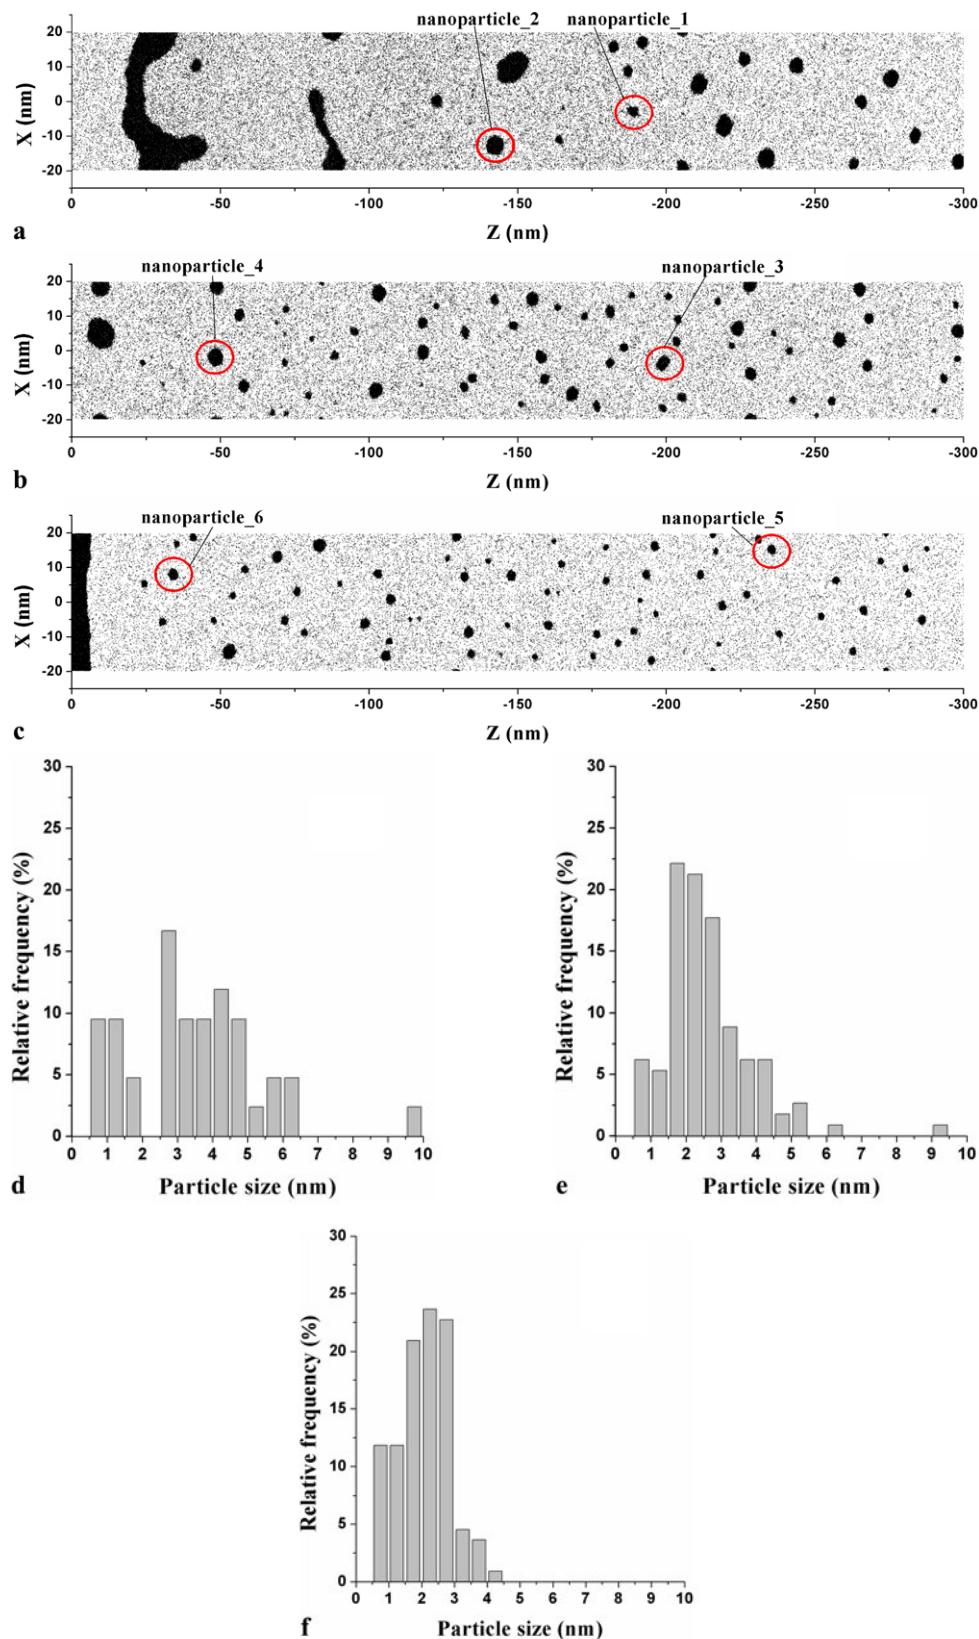 nanoparticle_2 nanoparticle_1
20
10
0
-10
-20
X (nm)
0 -50 -100 -150 -200 -250 -300
a Z (nm)
nanoparticle_4 nanoparticle_3
20
10
0
-10
-20
X (nm)
0 -50 -100 -150 -200 -250 -300
b Z (nm)
nanoparticle_6 nanoparticle_5
20
10
0
-10
-20
X (nm)
0 -50 -100 -150 -200 -250 -300
c Z (nm)
30
25
20
15
10
5
0
Relative frequency (%)
0 1 2 3 4 5 6 7 8 9 10
d Particle size (nm)
30
25
20
15
10
5
0
Relative frequency (%)
0 1 2 3 4 5 6 7 8 9 10
e Particle size (nm)
30
25
20
15
10
5
0
Relative frequency (%)
0 1 2 3 4 5 6 7 8 9 10
f Particle size (nm)